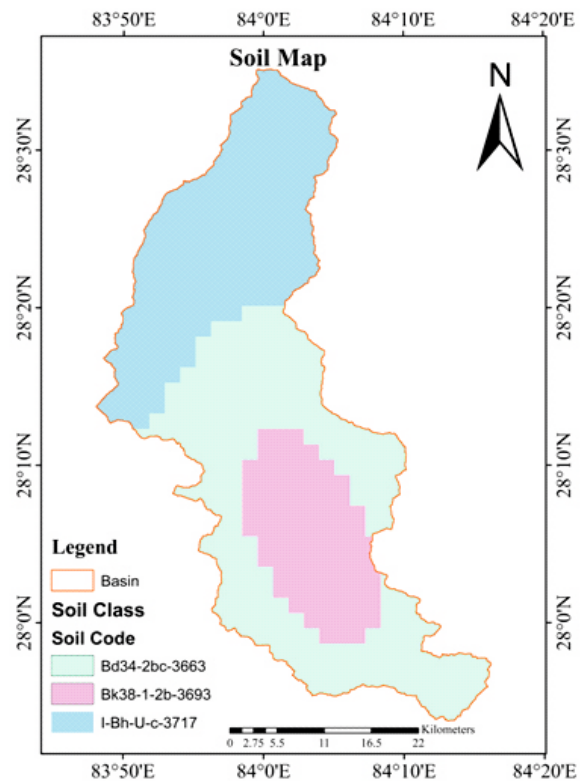 83°50'E 84°0'E 84°10'E 84°20'E
Soil Map
N
28°30'N 28°30'N
28°20'N 28°20'N
28°10'N 28°10'N
28°0'N 28°0'N
Legend
Basin
Soil Class
Soil Code
Bd34-2bc-3663
Bk38-1-2b-3693
I-Bh-U-c-3717
Kilometers
0 2.75 5.5 11 16.5 22
83°50'E 84°0'E 84°10'E 84°20'E